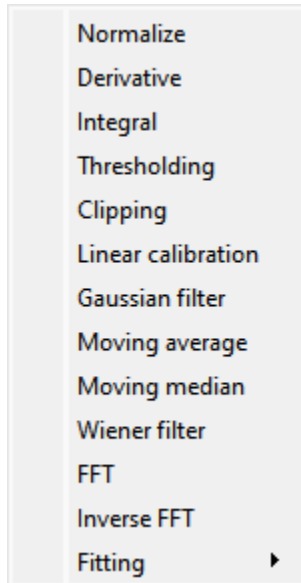 Normalize
Derivative
Integral
Thresholding
Clipping
Linear calibration
Gaussian filter
Moving average
Moving median
Wiener filter
FFT
Inverse FFT
Fitting